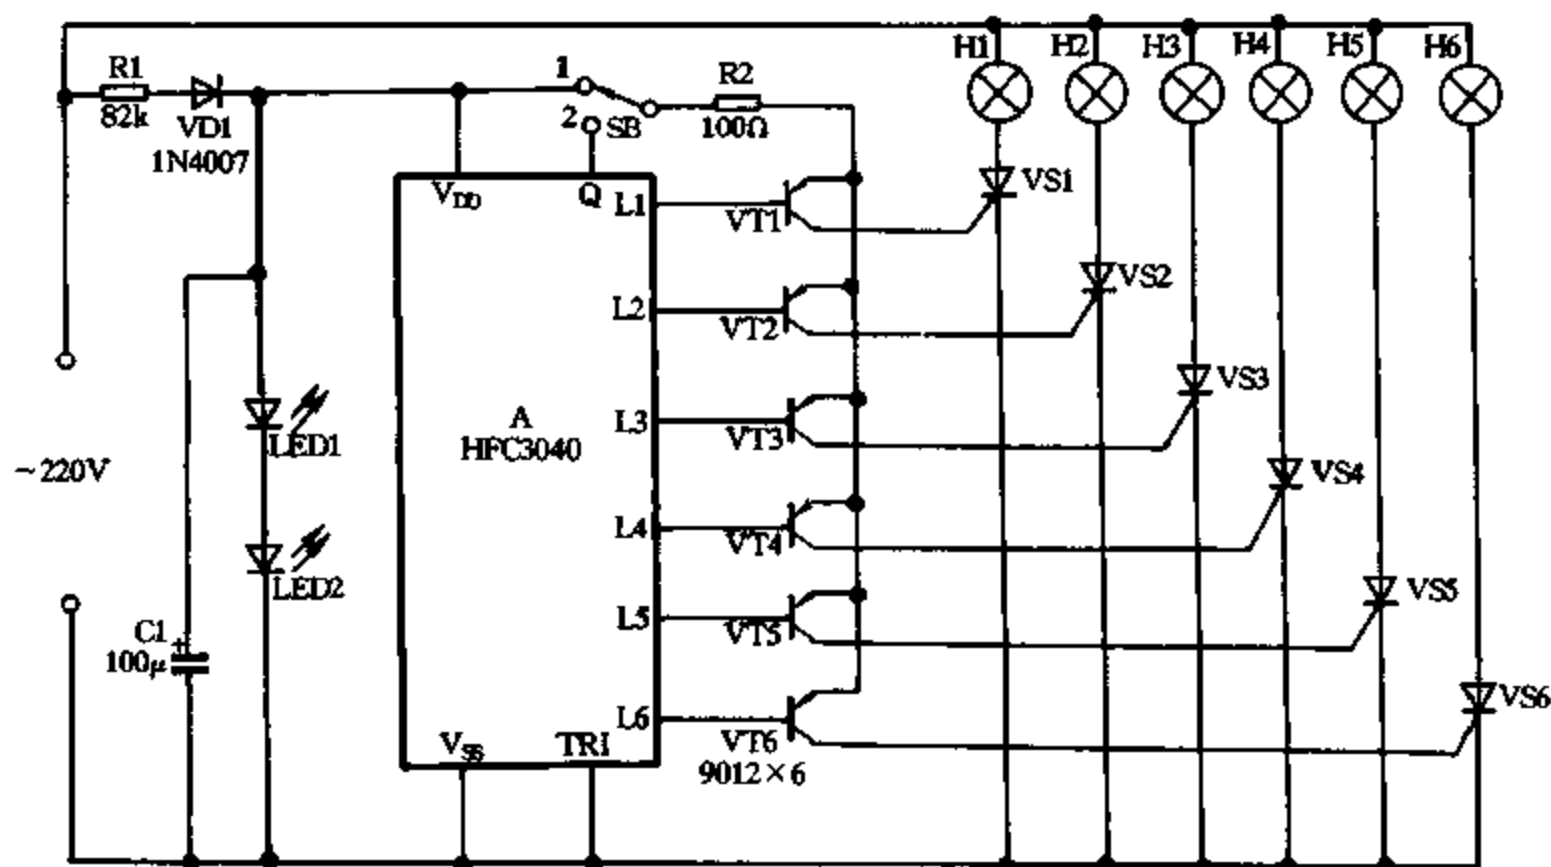 H1 H2 H3 H4 H5 H6
R1
82k
VD1
1N4007
1
2
SB
R2
100Ω
V_DD
Q
L1
VT1
VS1
L2
VT2
VS2
L3
VT3
VS3
A
HFC3040
L4
VT4
VS4
L5
VT5
VS5
L6
VT6
9012×6
VS6
~220V
LED1
LED2
C1
+
100μ
V_SS
TRI